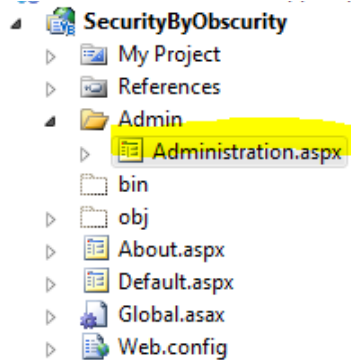 SecurityByObscurity
My Project
References
Admin
Administration.aspx
bin
obj
About.aspx
Default.aspx
Global.asax
Web.config